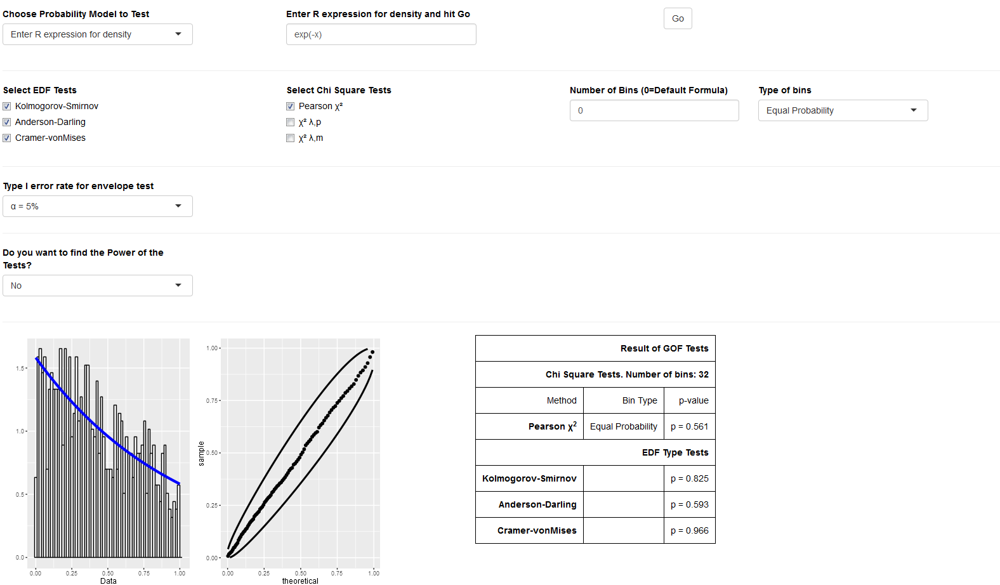 Choose Probability Model to Test
Enter R expression for density and hit Go
Enter R expression for density
exp(-x)
Go
Select EDF Tests
Select Chi Square Tests
Number of Bins (0=Default Formula)
Type of bins
Kolmogorov-Smirnov
Pearson χ²
0
Equal Probability
Anderson-Darling
χ² λ,p
Cramer-vonMises
χ² λ,m
Type I error rate for envelope test
α = 5%
Do you want to find the Power of the
Tests?
No
1.5
1.0
0.5
0.0
0.00 0.25 0.50 0.75 1.00
Data
sample
1.00
0.75
0.50
0.25
0.00
0.00 0.25 0.50 0.75 1.00
theoretical
Result of GOF Tests
Chi Square Tests. Number of bins: 32
Method Bin Type p-value
Pearson χ² Equal Probability p = 0.561
EDF Type Tests
Kolmogorov-Smirnov p = 0.825
Anderson-Darling p = 0.593
Cramer-vonMises p = 0.966